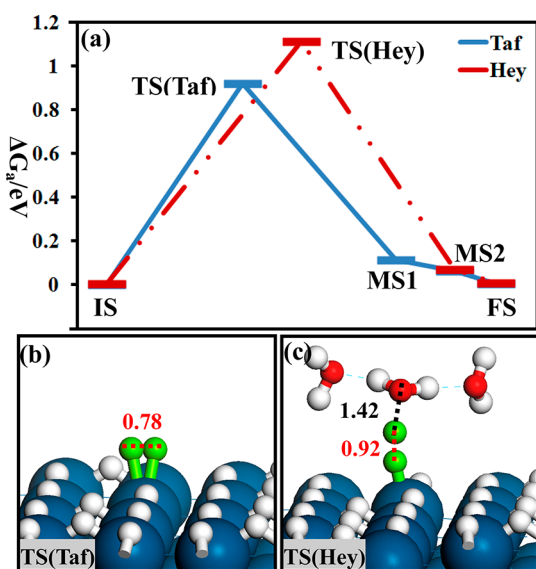 (a)
Taf
Hey
TS(Hey)
TS(Taf)
ΔGa/eV
1.2
1
0.8
0.6
0.4
0.2
0
IS
MS1
MS2
FS
(b)
0.78
TS(Taf)
(c)
1.42
0.92
TS(Hey)